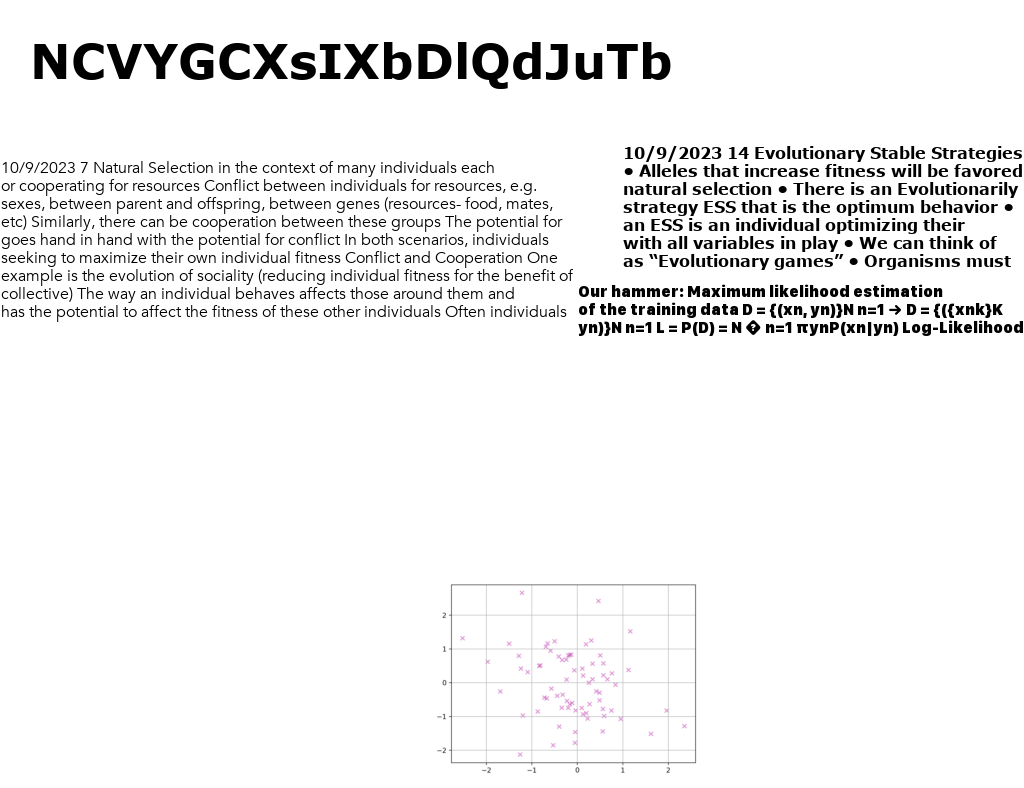 NCVYGCXsIXbDlQdJuTb
10/9/2023 7 Natural Selection in the context of many individuals each
or cooperating for resources Conflict between individuals for resources, e.g.
sexes, between parent and offspring, between genes (resources- food, mates,
etc) Similarly, there can be cooperation between these groups The potential for
goes hand in hand with the potential for conflict In both scenarios, individuals
seeking to maximize their own individual fitness Conflict and Cooperation One
example is the evolution of sociality (reducing individual fitness for the benefit of
collective) The way an individual behaves affects those around them and
has the potential to affect the fitness of these other individuals Often individuals
10/9/2023 14 Evolutionary Stable Strategies
• Alleles that increase fitness will be favored
natural selection • There is an Evolutionarily
strategy ESS that is the optimum behavior •
an ESS is an individual optimizing their
with all variables in play • We can think of
as “Evolutionary games” • Organisms must
Our hammer: Maximum likelihood estimation
of the training data D = {(xn, yn)}N n=1 → D = {({xnk}K
yn)}N n=1 L = P(D) = N � n=1 πynP(xn|yn) Log-Likelihood
2
1
0
−1
−2
−2 −1 0 1 2